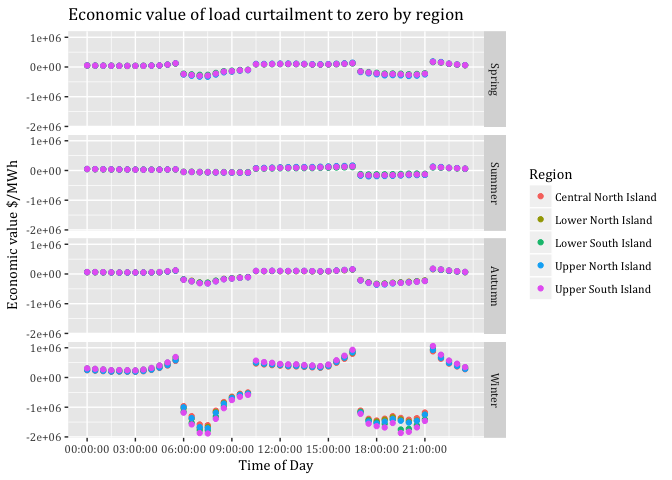 Economic value of load curtailment to zero by region
Economic value $/MWh
1e+06
0e+00
-1e+06
-2e+06
Spring
1e+06
0e+00
-1e+06
-2e+06
Summer
1e+06
0e+00
-1e+06
-2e+06
Autumn
1e+06
0e+00
-1e+06
-2e+06
Winter
00:00:00 03:00:00 06:00:00 09:00:00 12:00:00 15:00:00 18:00:00 21:00:00
Time of Day
Region
Central North Island
Lower North Island
Lower South Island
Upper North Island
Upper South Island